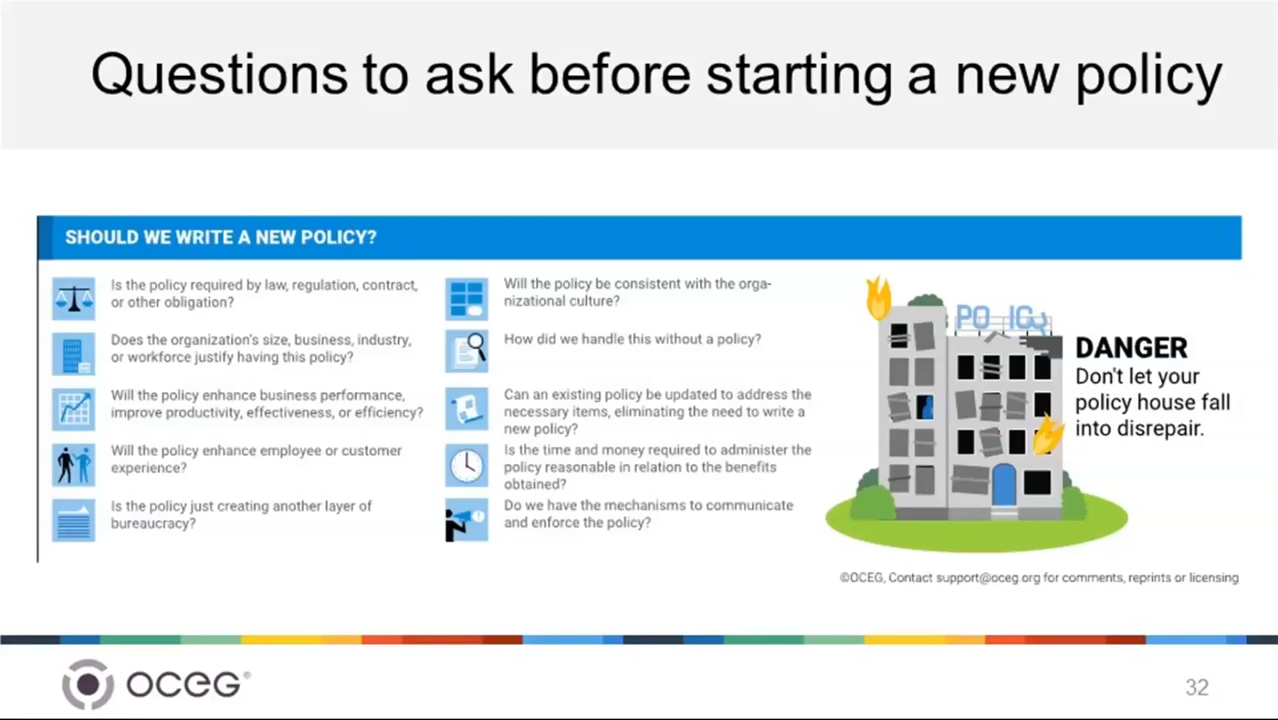 Questions to ask before starting a new policy
SHOULD WE WRITE A NEW POLICY?
Is the policy required by law, regulation, contract,
or other obligation?
Does the organization's size, business, industry,
or workforce justify having this policy?
Will the policy enhance business performance,
improve productivity, effectiveness, or efficiency?
Will the policy enhance employee or customer
experience?
Is the policy just creating another layer of
bureaucracy?
Will the policy be consistent with the orga-
nizational culture?
How did we handle this without a policy?
Can an existing policy be updated to address the
necessary items, eliminating the need to write a
new policy?
Is the time and money required to administer the
policy reasonable in relation to the benefits
obtained?
Do we have the mechanisms to communicate
and enforce the policy?
PO ICY
DANGER
Don't let your
policy house fall
into disrepair.
©OCEG, Contact support@oceg.org for comments, reprints or licensing
OCEG®
32